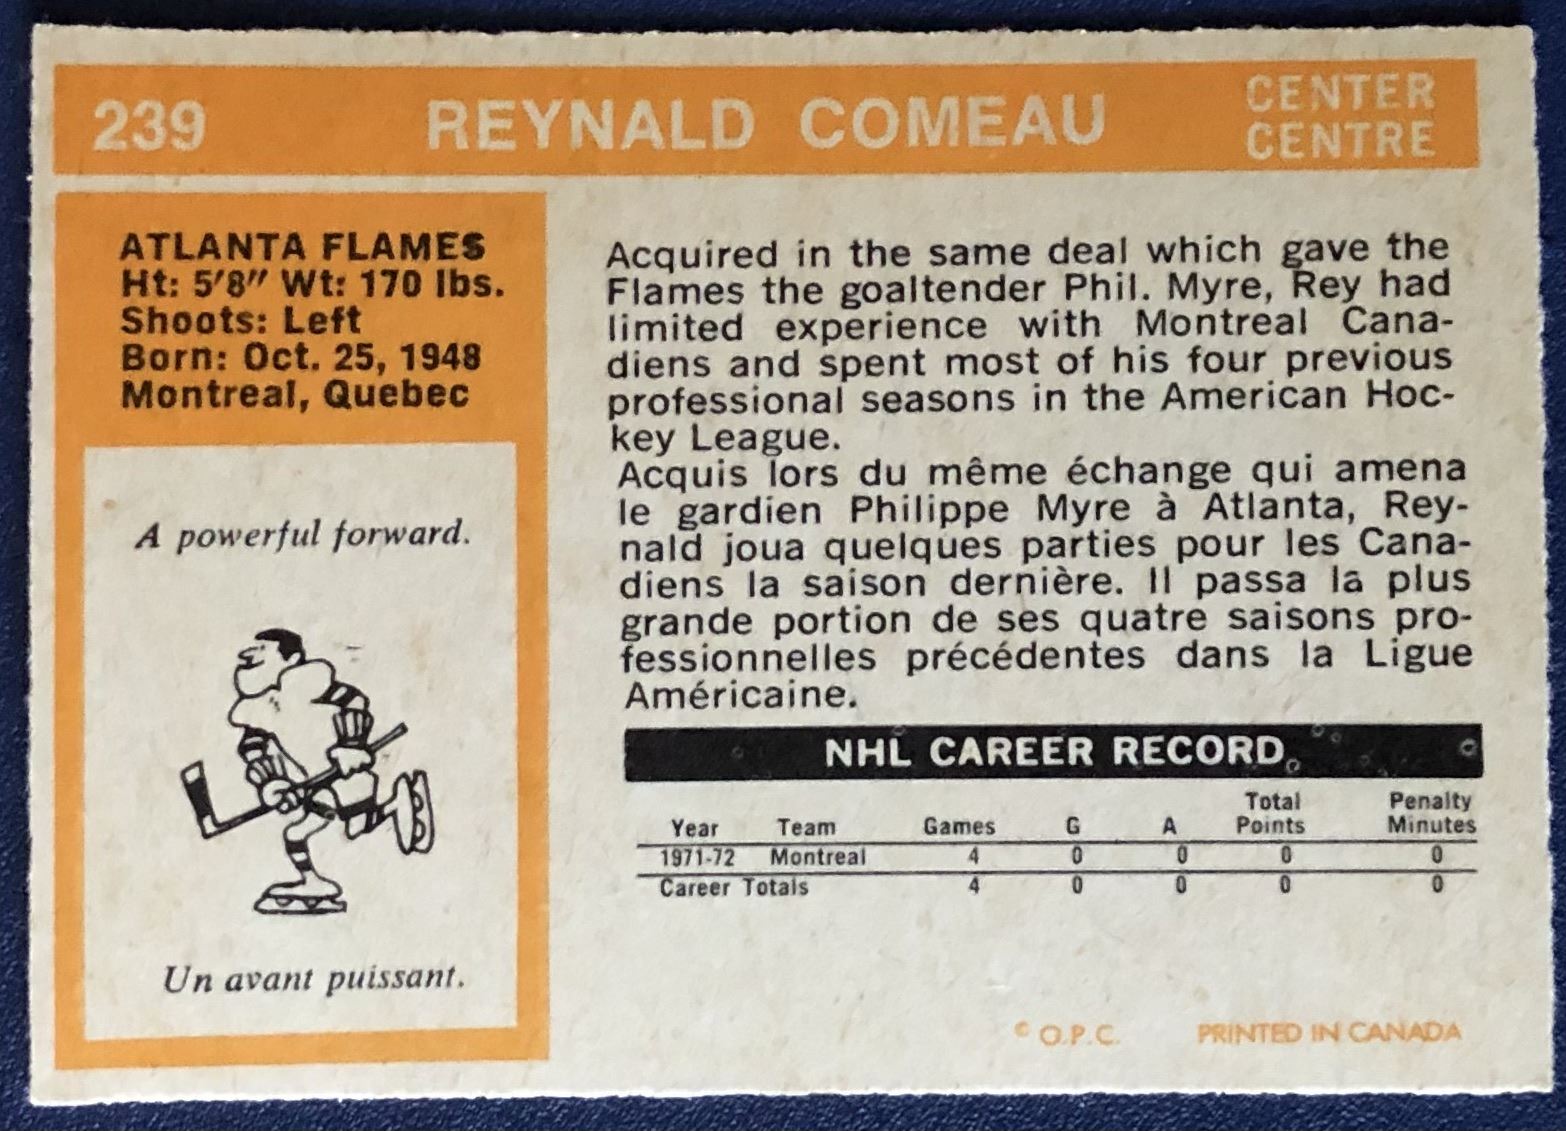 239 REYNALD COMEAU CENTER
CENTRE
ATLANTA FLAMES
Ht: 5'8" Wt: 170 lbs.
Shoots: Left
Born: Oct. 25, 1948
Montreal, Quebec
A powerful forward.
Un avant puissant.
Acquired in the same deal which gave the
Flames the goaltender Phil. Myre, Rey had
limited experience with Montreal Cana-
diens and spent most of his four previous
professional seasons in the American Hoc-
key League.
Acquis lors du même échange qui amena
le gardien Philippe Myre à Atlanta, Rey-
nald joua quelques parties pour les Cana-
diens la saison dernière. Il passa la plus
grande portion de ses quatre saisons pro-
fessionnelles précédentes dans la Ligue
Américaine.
NHL CAREER RECORD
Total Penalty
Year Team Games G A Points Minutes
1971-72 Montreal 4 0 0 0 0
Career Totals 4 0 0 0 0
© O.P.C. PRINTED IN CANADA